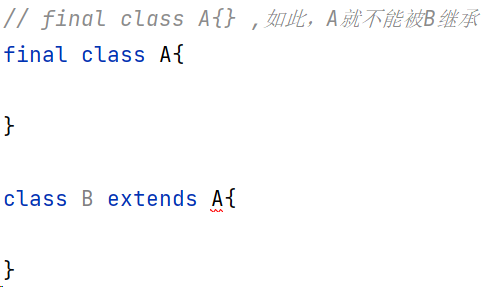 // final class A{} ,如此，A就不能被B继承
final class A{
}
class B extends A{
}